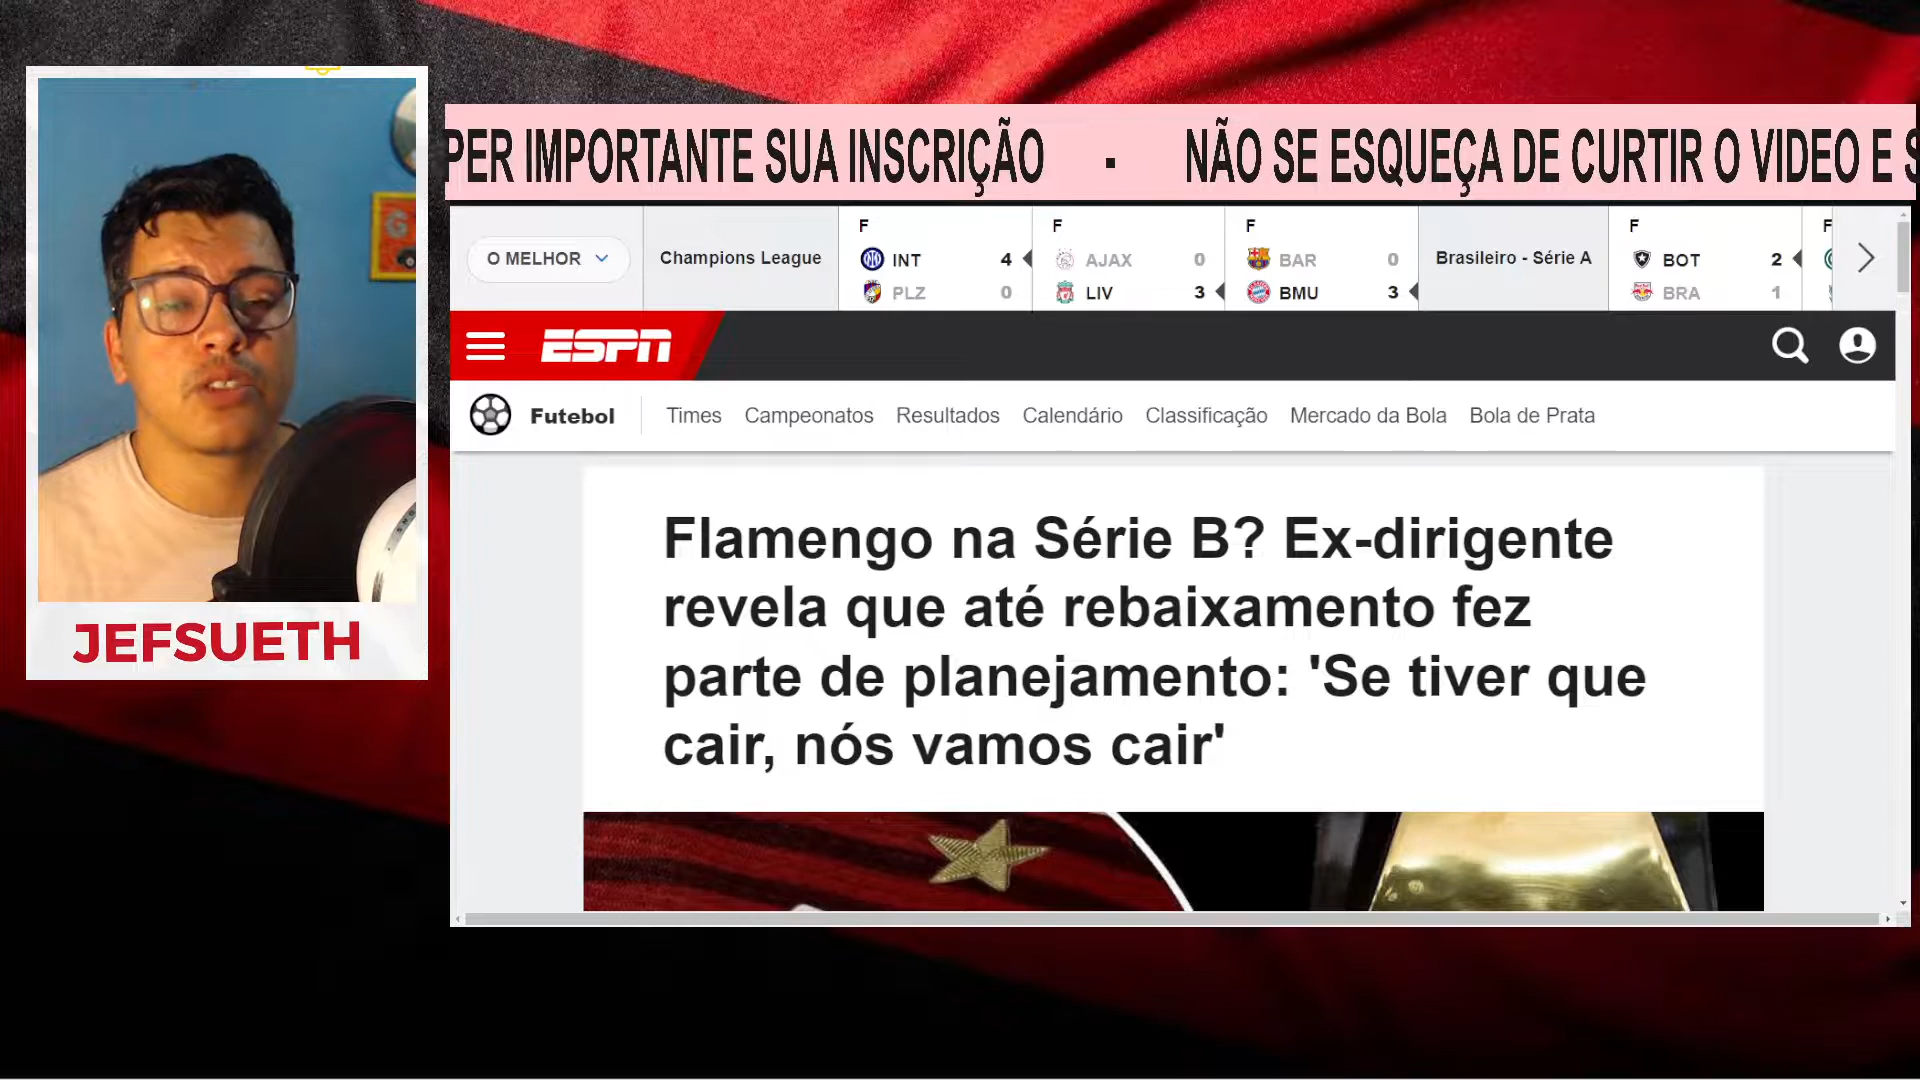 PER IMPORTANTE SUA INSCRIÇÃO - NÃO SE ESQUEÇA DE CURTIR O VIDEO E S
O MELHOR
Champions League
F
INT 4
PLZ 0
F
AJAX 0
LIV 3
F
BAR 0
BMU 3
Brasileiro - Série A
F
BOT 2
BRA 1
F
ESPN
Futebol
Times Campeonatos Resultados Calendário Classificação Mercado da Bola Bola de Prata
Flamengo na Série B? Ex-dirigente
revela que até rebaixamento fez
parte de planejamento: 'Se tiver que
cair, nós vamos cair'
JEFSUETH